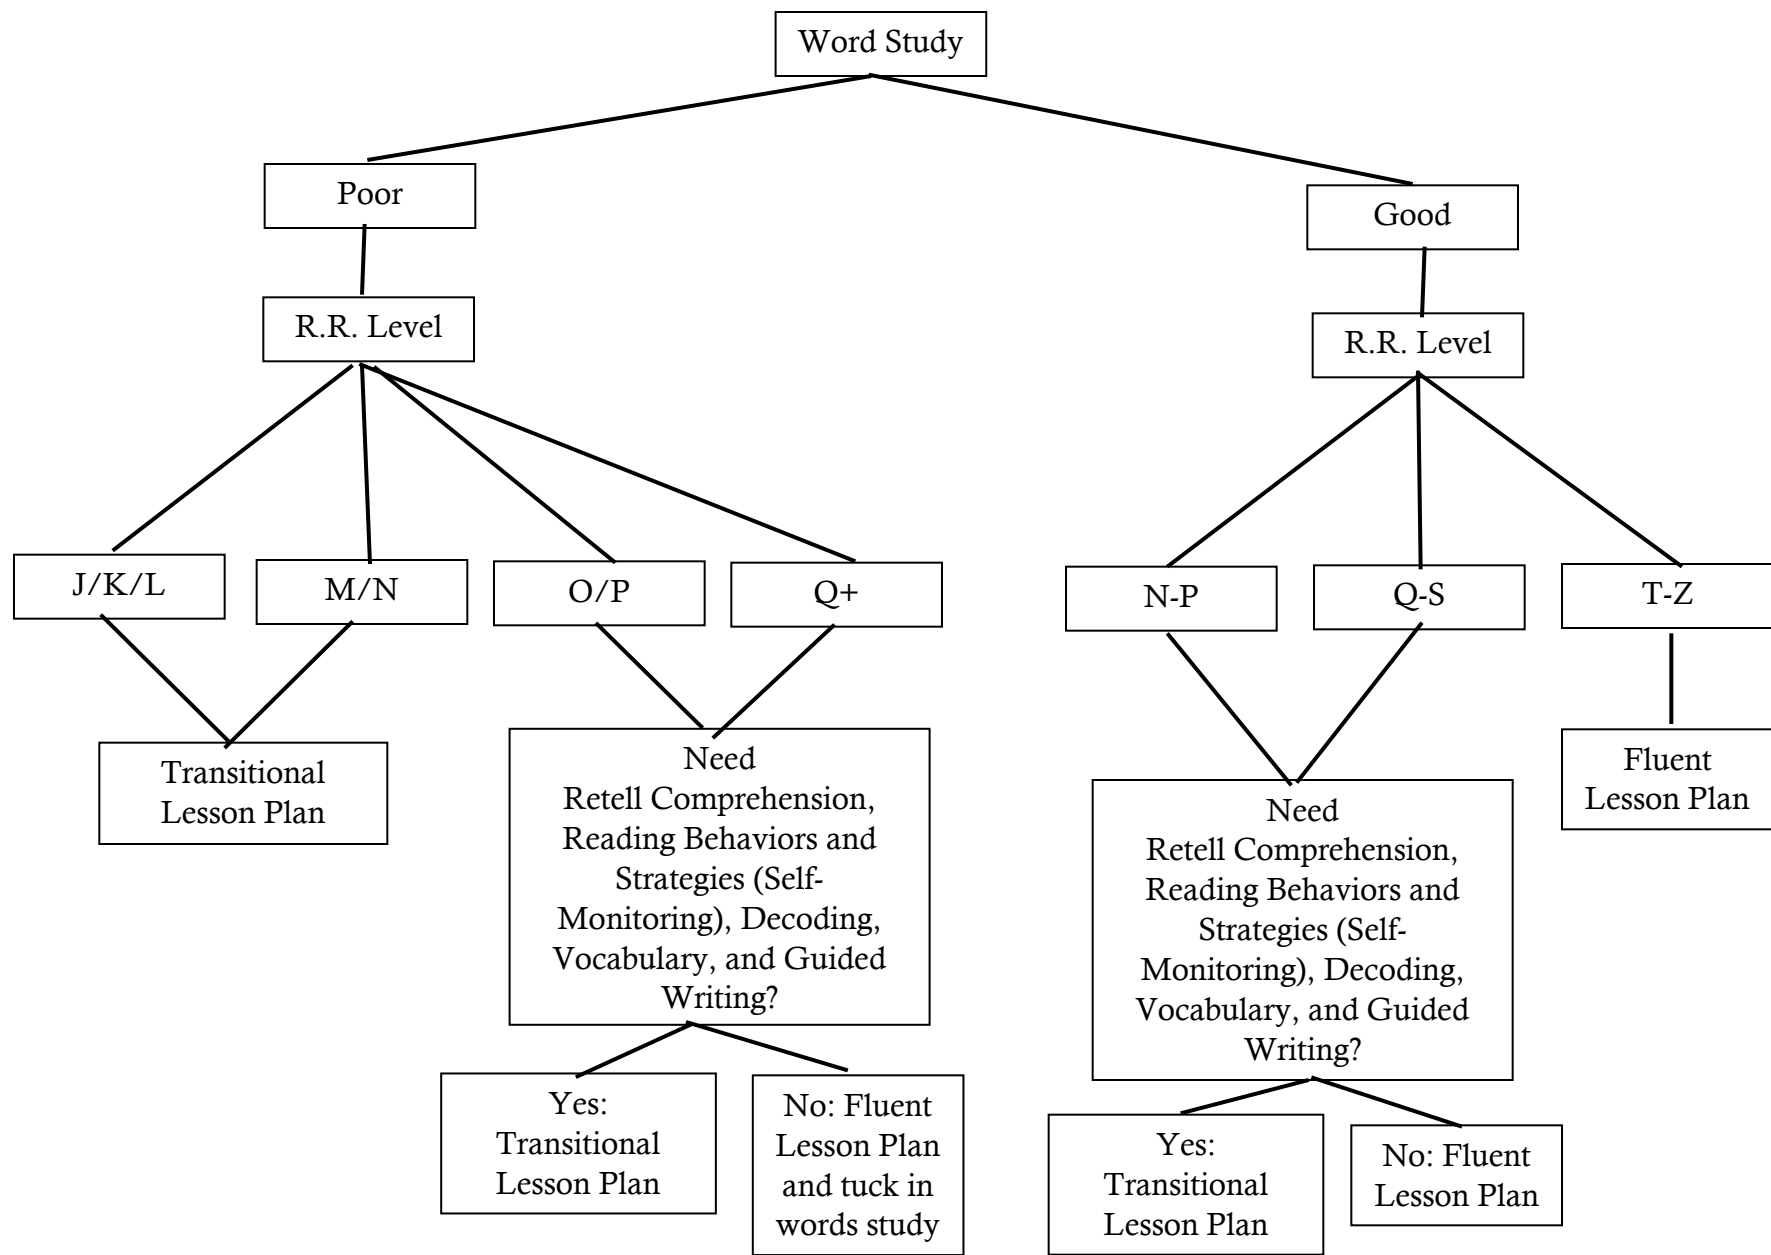 Word Study
Poor
Good
R.R. Level
R.R. Level
J/K/L
M/N
O/P
Q+
N-P
Q-S
T-Z
Transitional
Lesson Plan
Need
Retell Comprehension,
Reading Behaviors and
Strategies (Self-
Monitoring), Decoding,
Vocabulary, and Guided
Writing?
Need
Retell Comprehension,
Reading Behaviors and
Strategies (Self-
Monitoring), Decoding,
Vocabulary, and Guided
Writing?
Fluent
Lesson Plan
Yes:
Transitional
Lesson Plan
No: Fluent
Lesson Plan
and tuck in
words study
Yes:
Transitional
Lesson Plan
No: Fluent
Lesson Plan